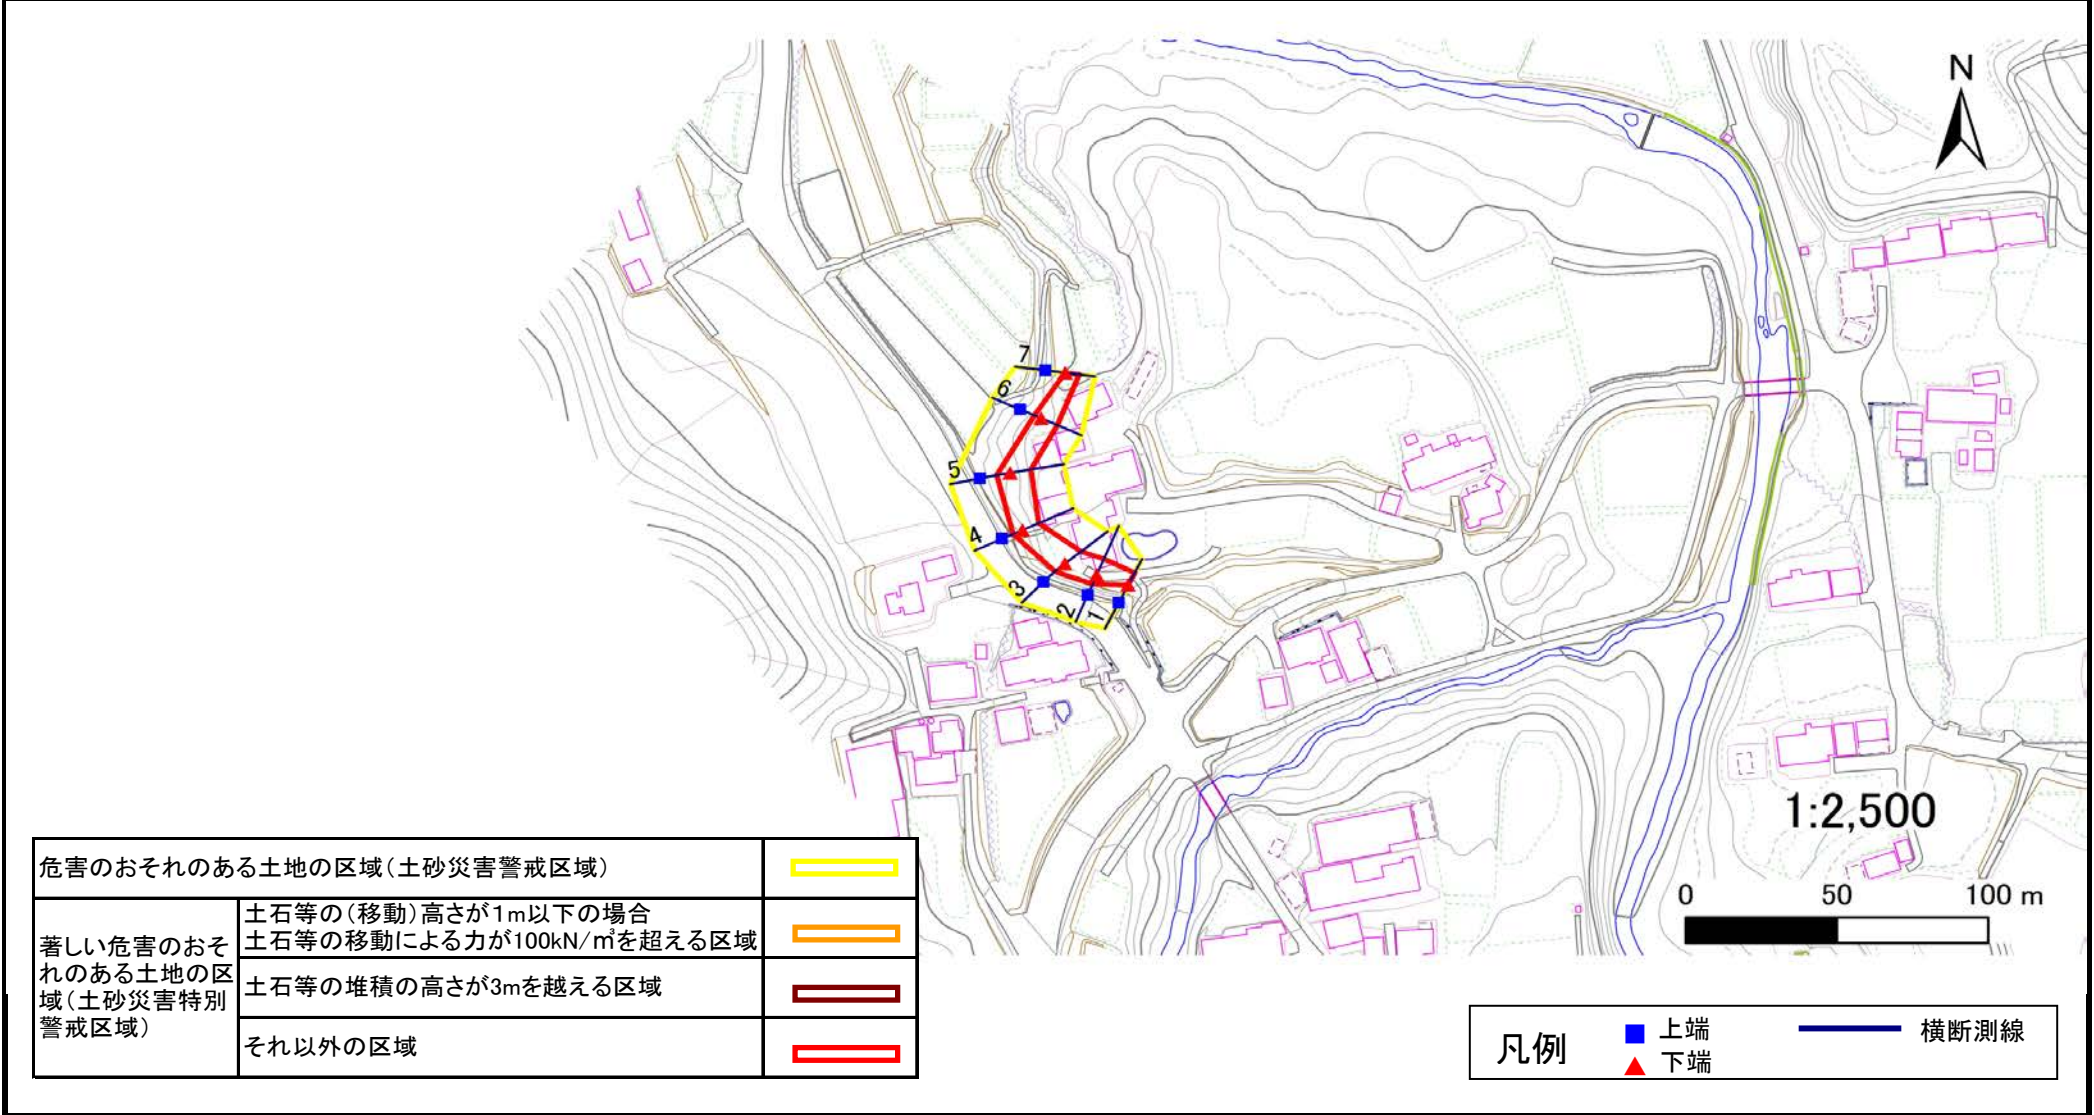 N
7
6
5
4
3
2
1
1:2,500
0 50 100 m
危害のおそれのある土地の区域(土砂災害警戒区域)
著しい危害のおそ
れのある土地の区
域(土砂災害特別
警戒区域)
土石等の(移動)高さが1m以下の場合
土石等の移動による力が100kN/㎡を超える区域
土石等の堆積の高さが3mを越える区域
それ以外の区域
凡例
上端
下端
横断測線